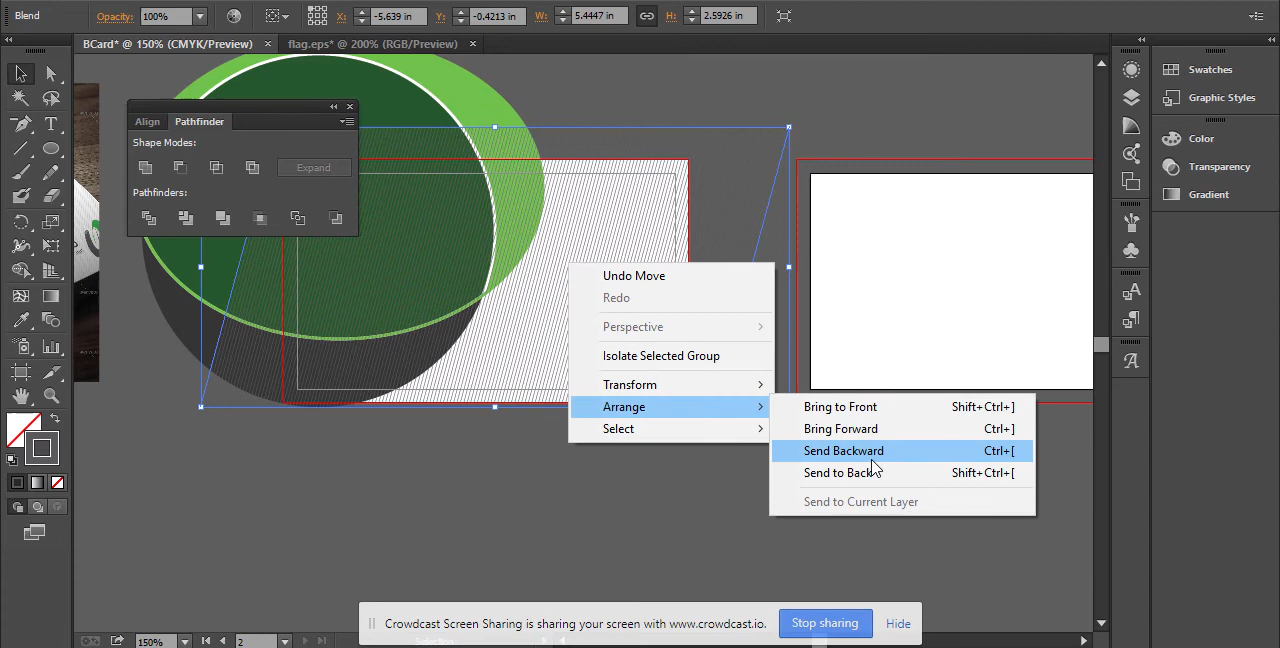 Blend Opacity: 100% X: -5.639 in Y: -0.4213 in W: 5.4447 in H: 2.5926 in
BCard* @ 150% (CMYK/Preview) × flag.eps* @ 200% (RGB/Preview) ×
Align Pathfinder
Shape Modes:
Expand
Pathfinders:
Swatches
Graphic Styles
Color
Transparency
Gradient
Undo Move
Redo
Perspective
Isolate Selected Group
Transform
Arrange
Select
Bring to Front Shift+Ctrl+]
Bring Forward Ctrl+]
Send Backward Ctrl+[
Send to Back Shift+Ctrl+[
Send to Current Layer
Crowdcast Screen Sharing is sharing your screen with www.crowdcast.io. Stop sharing Hide
150% 2 Selection